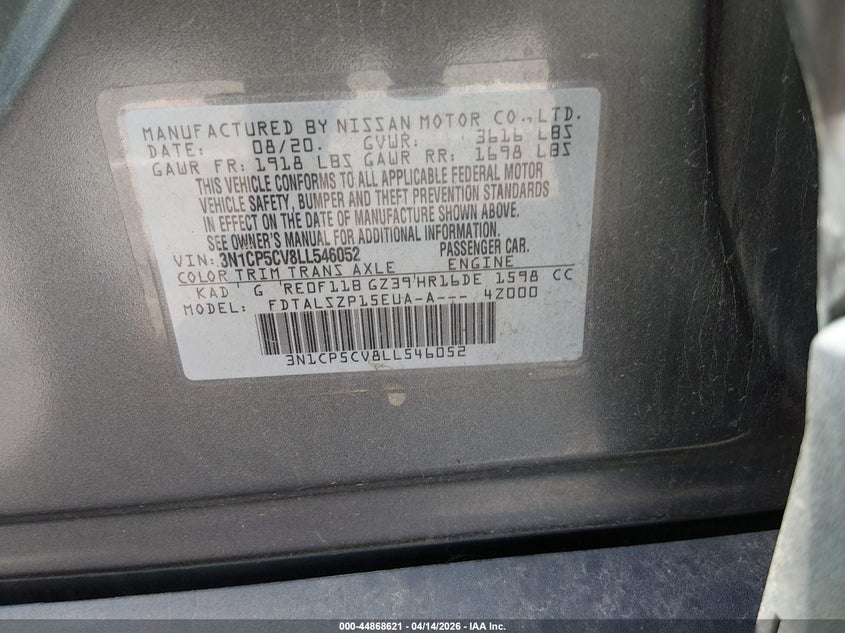 MANUFACTURED BY NISSAN MOTOR CO., LTD.
DATE: 08/20. GVWR: 3616 LBS
GAWR FR: 1918 LBS GAWR RR: 1698 LBS
THIS VEHICLE CONFORMS TO ALL APPLICABLE FEDERAL MOTOR
VEHICLE SAFETY, BUMPER AND THEFT PREVENTION STANDARDS
IN EFFECT ON THE DATE OF MANUFACTURE SHOWN ABOVE.
SEE OWNER'S MANUAL FOR ADDITIONAL INFORMATION.
VIN: 3N1CP5CV8LL546052 PASSENGER CAR.
COLOR TRIM TRANS AXLE ENGINE
KAD G RE0F11B GZ39 HR16DE 1598 CC
MODEL: FDTALSZP15EUA-A--- 4Z000
3N1CP5CV8LL546052
000-44868621 | 04/14/2026 | IAA Inc.